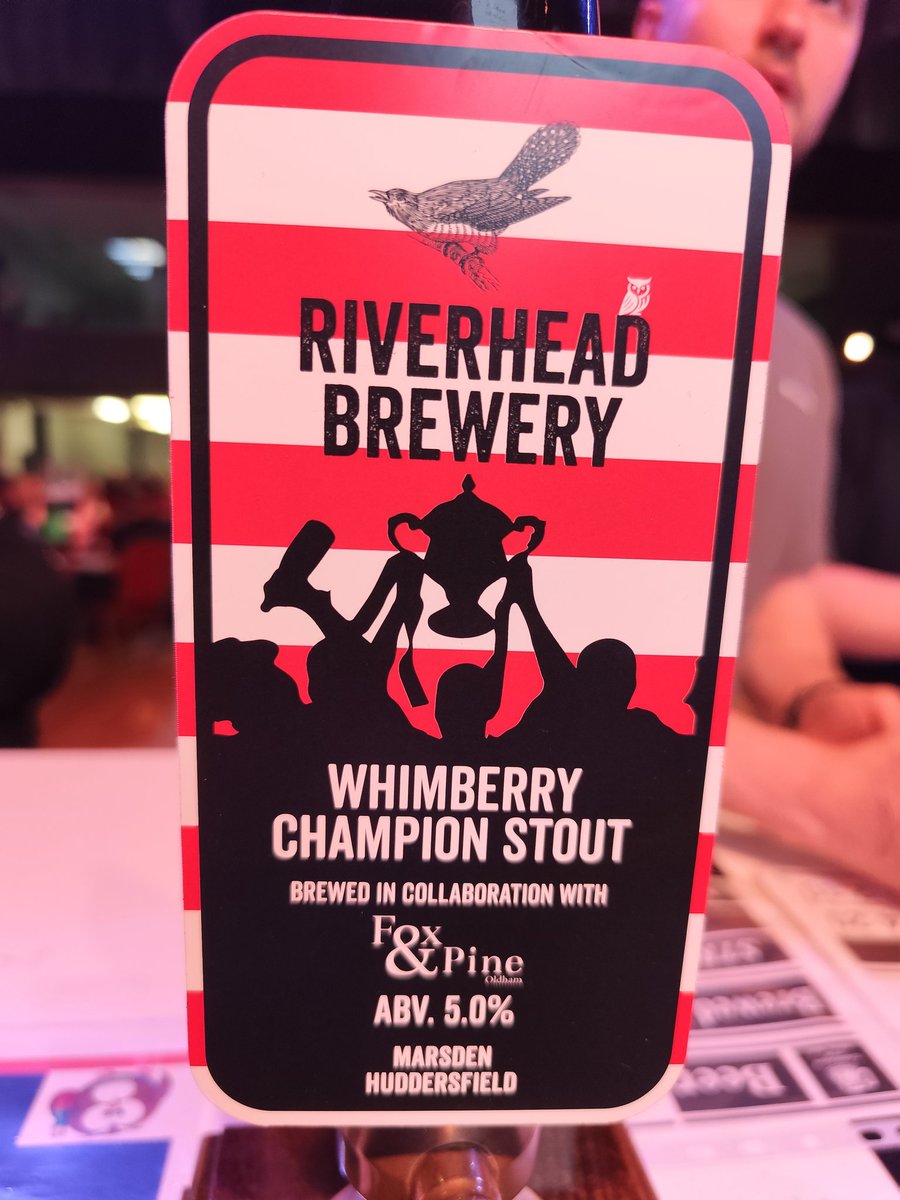 RIVERHEAD
BREWERY
WHIMBERRY
CHAMPION STOUT
BREWED IN COLLABORATION WITH
Fox
& Pine
Oldham
ABV. 5.0%
MARSDEN
HUDDERSFIELD